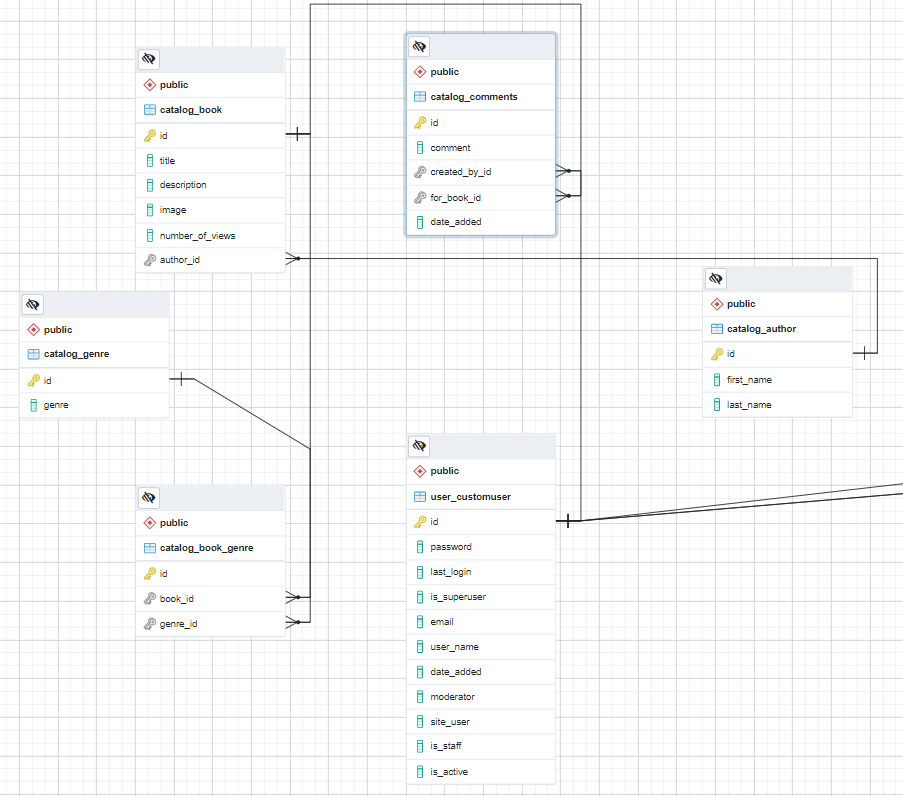 public
catalog_book
id
title
description
image
number_of_views
author_id
public
catalog_comments
id
comment
created_by_id
for_book_id
date_added
public
catalog_genre
id
genre
public
catalog_author
id
first_name
last_name
public
catalog_book_genre
id
book_id
genre_id
public
user_customuser
id
password
last_login
is_superuser
email
user_name
date_added
moderator
site_user
is_staff
is_active